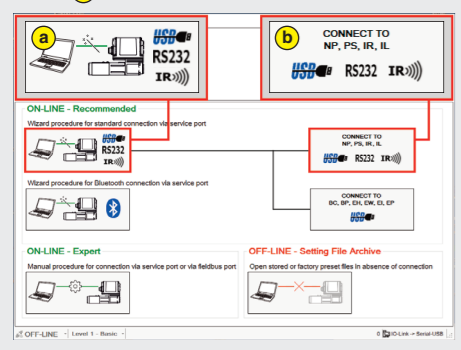 a
USB
RS232
IR
b
CONNECT TO
NP, PS, IR, IL
USB RS232 IR
ON-LINE - Recommended
Wizard procedure for standard connection via service port
USB
RS232
IR
CONNECT TO
NP, PS, IR, IL
USB RS232 IR
Wizard procedure for Bluetooth connection via service port
CONNECT TO
BC, BP, EH, EW, EI, EP
USB
ON-LINE - Expert
Manual procedure for connection via service port or via fieldbus port
OFF-LINE - Setting File Archive
Open stored or factory preset files in absence of connection
OFF-LINE - Level 1 - Basic - 0 IO-Link -> Serial-USB